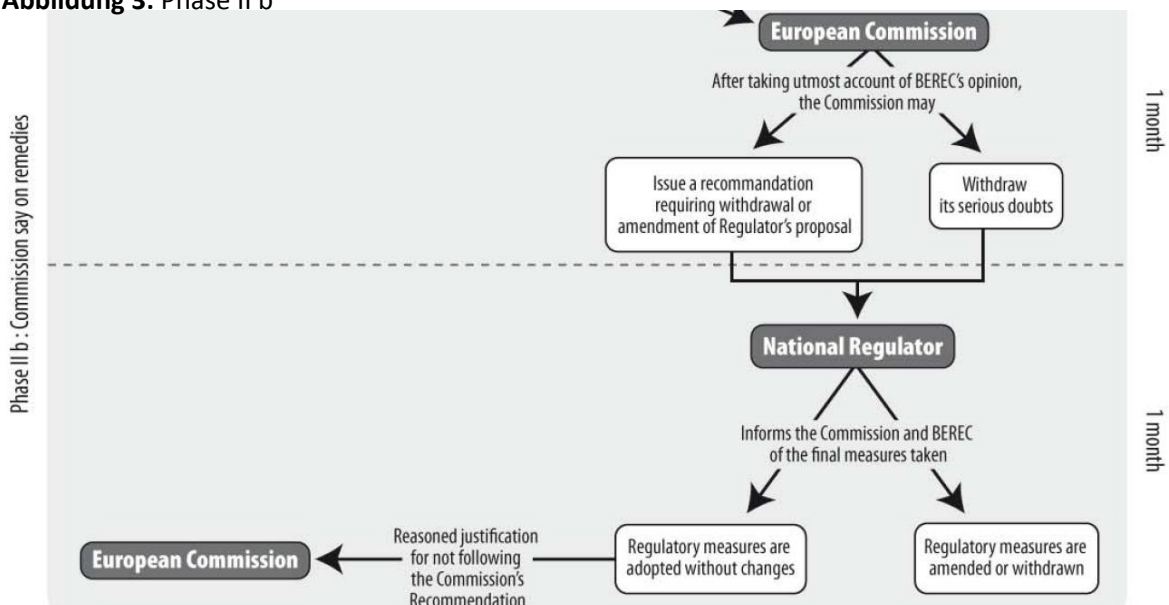 Abbildung 3: Phase II b
European Commission
After taking utmost account of BEREC's opinion,
the Commission may
1 month
Issue a recommandation
requiring withdrawal or
amendment of Regulator's proposal
Withdraw
its serious doubts
Phase II b : Commission say on remedies
National Regulator
Informs the Commission and BEREC
of the final measures taken
1 month
European Commission
Reasoned justification
for not following
the Commission's
Recommendation
Regulatory measures are
adopted without changes
Regulatory measures are
amended or withdrawn